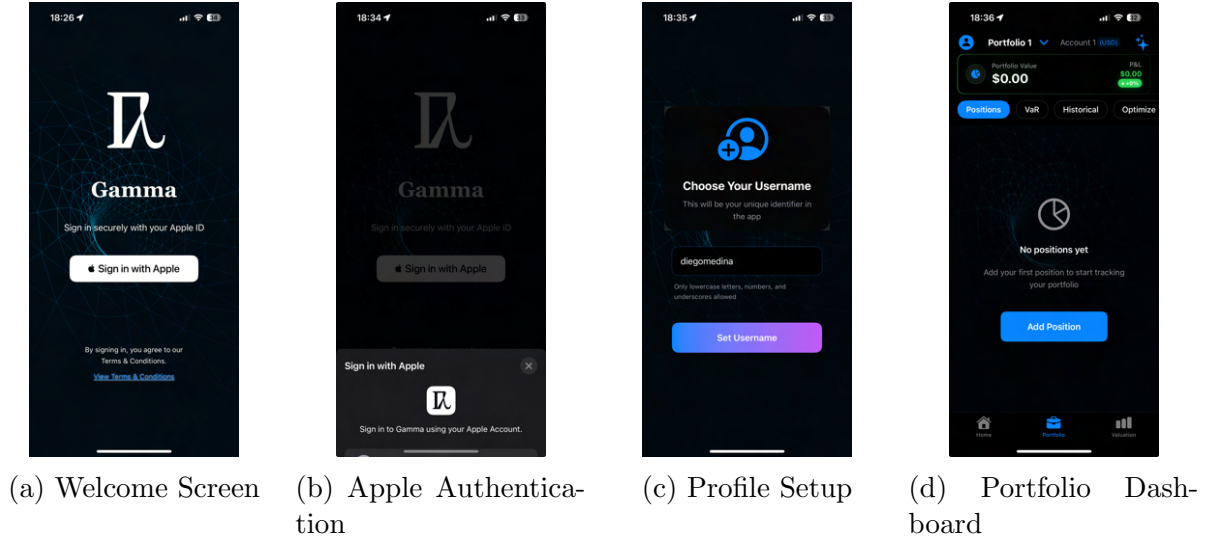 18:26
Gamma
Sign in securely with your Apple ID
Sign in with Apple
By signing in, you agree to our
Terms & Conditions.
View Terms & Conditions
(a) Welcome Screen
18:34
Gamma
Sign in securely with your Apple ID
Sign in with Apple
Sign in with Apple
Sign in to Gamma using your Apple Account.
(b) Apple Authentica-
tion
18:35
33
Choose Your Username
This will be your unique identifier in
the app
diegomedina
Only lowercase letters, numbers, and
underscores allowed
Set Username
(c) Profile Setup
18:36
32
Portfolio 1 Account 1 (USD)
Portfolio Value P&L
$0.00 $0.00
+0%
Positions VaR Historical Optimize
No positions yet
Add your first position to start tracking
your portfolio
Add Position
Home Portfolio Valuation
(d) Portfolio Dash-
board